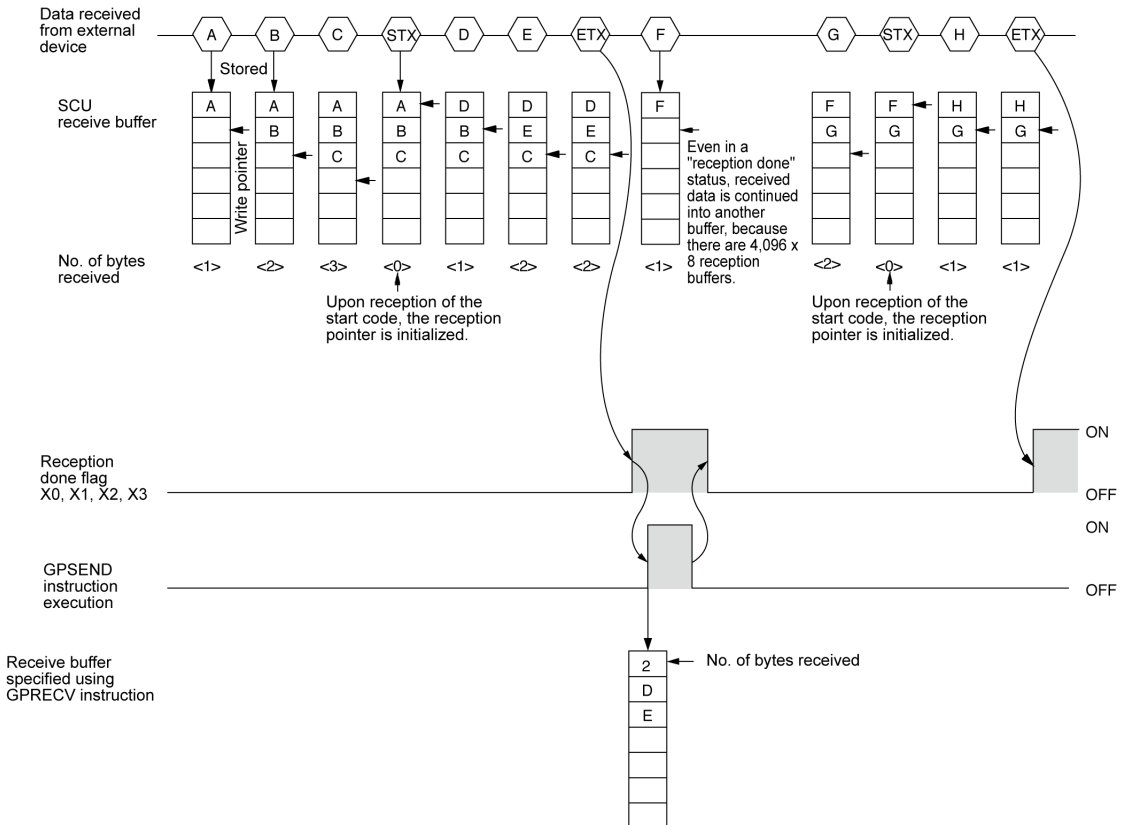 Data received
from external
device
A B C STX D E ETX F G STX H ETX
Stored
SCU
receive buffer
A A A A D D D F F F H H
B B B B E E G G G G
C C C C C
Write pointer
Even in a
"reception done"
status, received
data is continued
into another
buffer, because
there are 4,096 x
8 reception
buffers.
No. of bytes
received
<1> <2> <3> <0> <1> <2> <2> <1> <2> <0> <1> <1>
Upon reception of the
start code, the reception
pointer is initialized.
Upon reception of the
start code, the reception
pointer is initialized.
Reception
done flag
X0, X1, X2, X3
ON
OFF
GPSEND
instruction
execution
ON
OFF
Receive buffer
specified using
GPRECV instruction
2
D
E
No. of bytes received